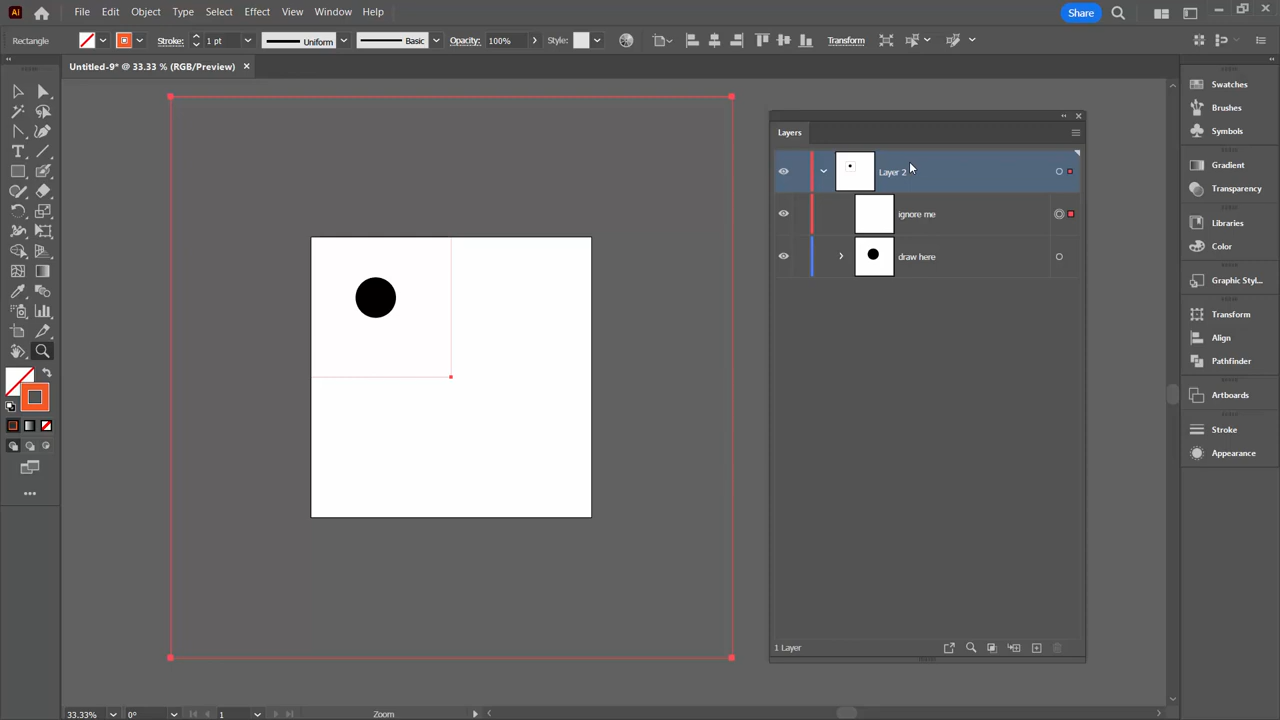 Ai File Edit Object Type Select Effect View Window Help Share
Rectangle Stroke: 1 pt Uniform Basic Opacity: 100% Style: Transform
Untitled-9* @ 33.33 % (RGB/Preview)
Layers
Layer 2
ignore me
draw here
1 Layer
Swatches
Brushes
Symbols
Gradient
Transparency
Libraries
Color
Graphic Styl...
Transform
Align
Pathfinder
Artboards
Stroke
Appearance
33.33% 0° 1 Zoom